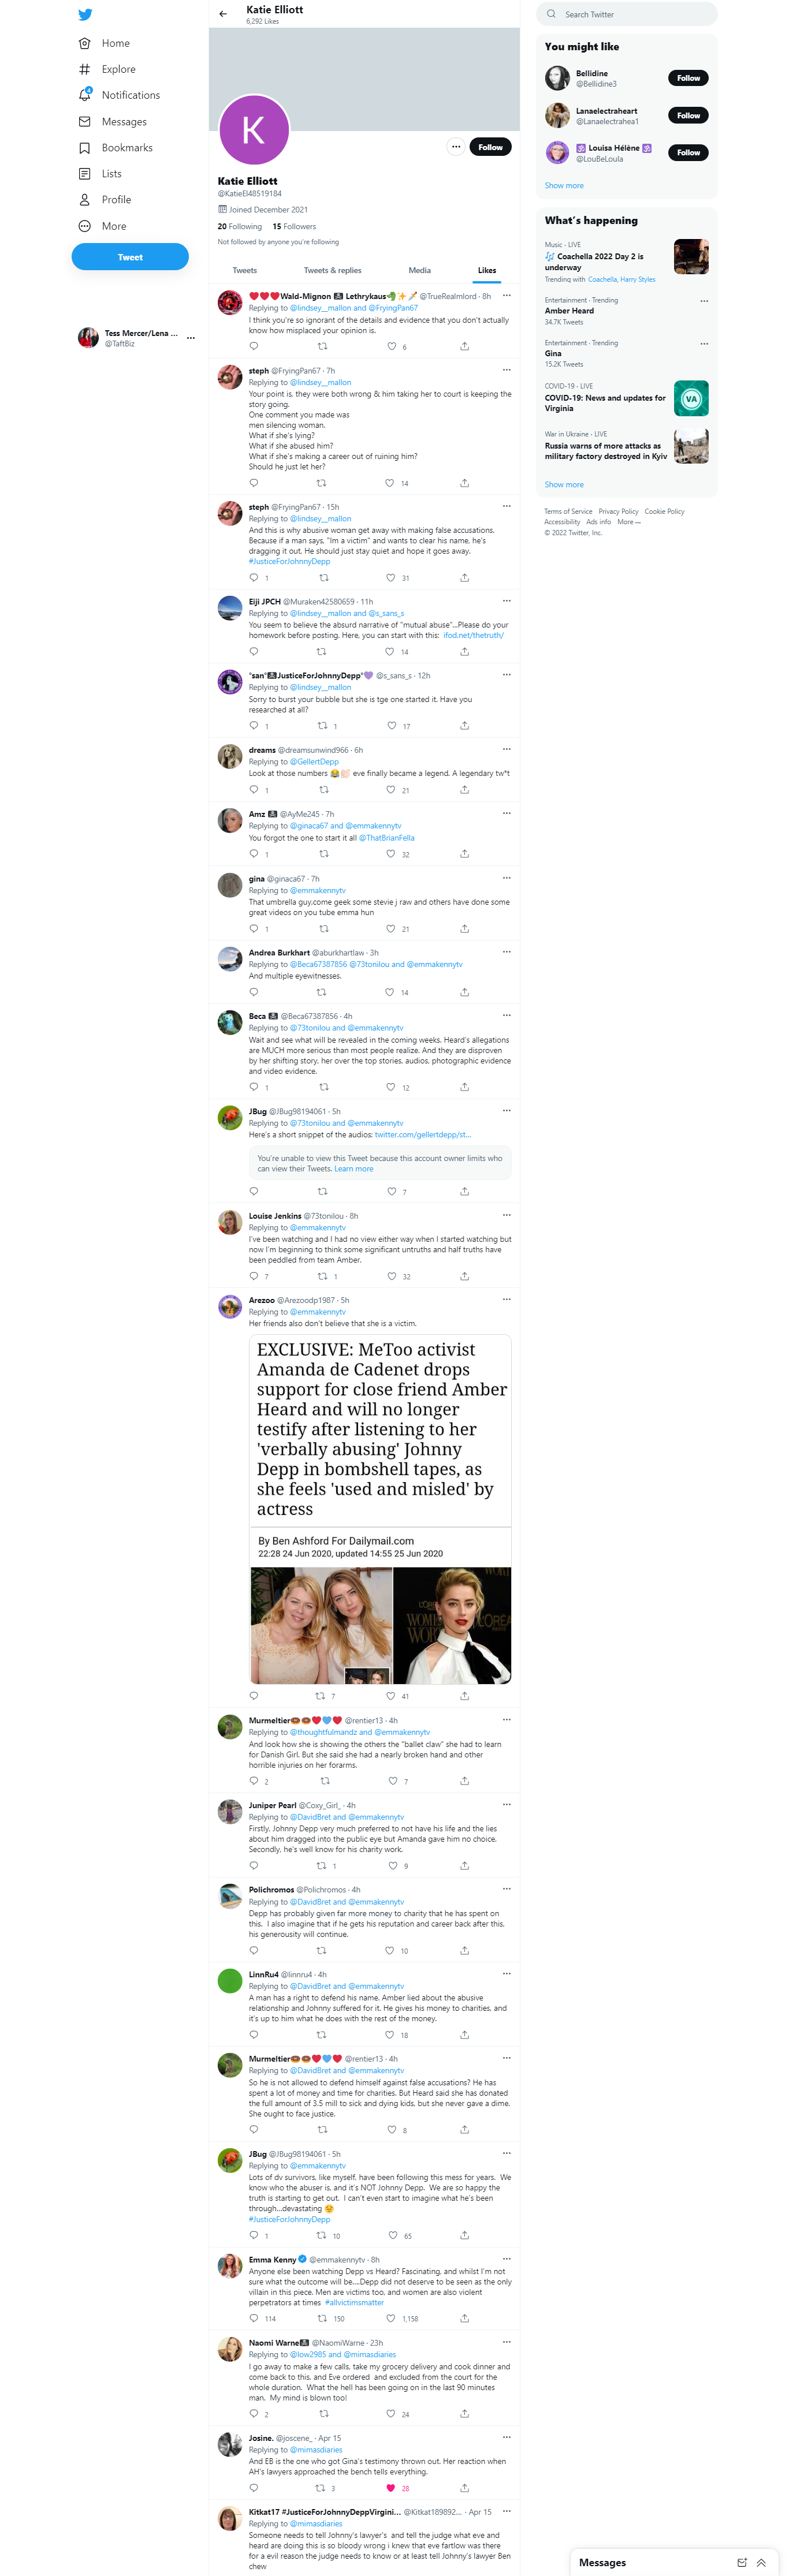 Home
Explore
4
Notifications
Messages
Bookmarks
Lists
Profile
More
Tweet
Tess Mercer/Lena ...
@TaftBiz
Katie Elliott
6,292 Likes
K
Follow
Katie Elliott
@KatieEl48519184
Joined December 2021
20 Following 15 Followers
Not followed by anyone you're following
Tweets Tweets & replies Media Likes
❤️❤️❤️Wald-Mignon 🏴‍☠️ Lethrykaus @TrueRealmlord · 8h
Replying to @lindsey__mallon and @FryingPan67
I think you're so ignorant of the details and evidence that you don't actually
know how misplaced your opinion is.
6
steph @FryingPan67 · 7h
Replying to @lindsey__mallon
Your point is, they were both wrong & him taking her to court is keeping the
story going.
One comment you made was
men silencing woman,
What if she's lying?
What if she abused him?
What if she's making a career out of ruining him?
Should he just let her?
14
steph @FryingPan67 · 15h
Replying to @lindsey__mallon
And this is why abusive woman get away with making false accusations.
Because if a man says, "Im a victim" and wants to clear his name, he's
dragging it out. He should just stay quiet and hope it goes away.
#JusticeForJohnnyDepp
1 31
Eiji JPCH @Muraken42580659 · 11h
Replying to @lindsey__mallon and @s_sans_s
You seem to believe the absurd narrative of "mutual abuse"...Please do your
homework before posting. Here, you can start with this: ifod.net/thetruth/
14
°san°🏴‍☠️JusticeForJohnnyDepp°💜 @s_sans_s · 12h
Replying to @lindsey__mallon
Sorry to burst your bubble but she is tge one started it. Have you
researched at all?
1 1 17
dreams @dreamsunwind966 · 6h
Replying to @GellertDepp
Look at those numbers 😂👏🏻 eve finally became a legend. A legendary tw*t
1 21
Amz 🏴‍☠️ @AyMe245 · 7h
Replying to @ginaca67 and @emmakennytv
You forgot the one to start it all @ThatBrianFella
1 32
gina @ginaca67 · 7h
Replying to @emmakennytv
That umbrella guy,come geek some stevie j raw and others have done some
great videos on you tube emma hun
1 21
Andrea Burkhart @aburkhartlaw · 3h
Replying to @Beca67387856 @73tonilou and @emmakennytv
And multiple eyewitnesses.
14
Beca 🏴‍☠️ @Beca67387856 · 4h
Replying to @73tonilou and @emmakennytv
Wait and see what will be revealed in the coming weeks. Heard's allegations
are MUCH more serious than most people realize. And they are disproven
by her shifting story, her over the top stories, audios, photographic evidence
and video evidence.
1 12
JBug @JBug98194061 · 5h
Replying to @73tonilou and @emmakennytv
Here's a short snippet of the audios: twitter.com/gellertdepp/st...
You're unable to view this Tweet because this account owner limits who
can view their Tweets. Learn more
7
Louise Jenkins @73tonilou · 8h
Replying to @emmakennytv
I've been watching and I had no view either way when I started watching but
now I'm beginning to think some significant untruths and half truths have
been peddled from team Amber.
7 1 32
Arezoo @Arezoodp1987 · 5h
Replying to @emmakennytv
Her friends also don't believe that she is a victim.
EXCLUSIVE: MeToo activist
Amanda de Cadenet drops
support for close friend Amber
Heard and will no longer
testify after listening to her
'verbally abusing' Johnny
Depp in bombshell tapes, as
she feels 'used and misled' by
actress
By Ben Ashford For Dailymail.com
22:28 24 Jun 2020, updated 14:55 25 Jun 2020
7 41
Murmeltier🍩🍩❤️💙❤️ @rentier13 · 4h
Replying to @thoughtfulmandz and @emmakennytv
And look how she is showing the others the "ballet claw" she had to learn
for Danish Girl. But she said she had a nearly broken hand and other
horrible injuries on her forarms.
2 7
Juniper Pearl @Coxy_Girl_ · 4h
Replying to @DavidBret and @emmakennytv
Firstly, Johnny Depp very much preferred to not have his life and the lies
about him dragged into the public eye but Amanda gave him no choice.
Secondly, he's well know for his charity work.
1 9
Polichromos @Polichromos · 4h
Replying to @DavidBret and @emmakennytv
Depp has probably given far more money to charity that he has spent on
this. I also imagine that if he gets his reputation and career back after this,
his generousity will continue.
10
LinnRu4 @linnru4 · 4h
Replying to @DavidBret and @emmakennytv
A man has a right to defend his name. Amber lied about the abusive
relationship and Johnny suffered for it. He gives his money to charities, and
it's up to him what he does with the rest of the money.
18
Murmeltier🍩🍩❤️💙❤️ @rentier13 · 4h
Replying to @DavidBret and @emmakennytv
So he is not allowed to defend himself against false accusations? He has
spent a lot of money and time for charities. But Heard said she has donated
the full amount of 3.5 mill to sick and dying kids, but she never gave a dime.
She ought to face justice.
8
JBug @JBug98194061 · 5h
Replying to @emmakennytv
Lots of dv survivors, like myself, have been following this mess for years. We
know who the abuser is, and it's NOT Johnny Depp. We are so happy the
truth is starting to get out. I can't even start to imagine what he's been
through...devastating 😔
#JusticeForJohnnyDepp
1 10 65
Emma Kenny @emmakennytv · 8h
Anyone else been watching Depp vs Heard? Fascinating, and whilst I'm not
sure what the outcome will be.....Depp did not deserve to be seen as the only
villain in this piece. Men are victims too, and women are also violent
perpetrators at times #allvictimsmatter
114 150 1,158
Naomi Warne🏴‍☠️ @NaomiWarne · 23h
Replying to @low2985 and @mimasdiaries
I go away to make a few calls, take my grocery delivery and cook dinner and
come back to this, and Eve ordered and excluded from the court for the
whole duration. What the hell has been going on in the last 90 minutes
man. My mind is blown too!
2 24
Josine. @joscene_ · Apr 15
Replying to @mimasdiaries
And EB is the one who got Gina's testimony thrown out. Her reaction when
AH's lawyers approached the bench tells everything.
3 28
Kitkat17 #JusticeForJohnnyDeppVirgini... @Kitkat189892... · Apr 15
Replying to @mimasdiaries
Someone needs to tell Johnny's lawyer's and tell the judge what eve and
heard are doing this is so bloody wrong i knew that eve fartlow was there
for a evil reason the judge needs to know or at least tell Johnny's lawyer Ben
chew
Search Twitter
You might like
Bellidine
@Bellidine3
Follow
Lanaelectraheart
@Lanaelectrahea1
Follow
Louisa Hélène
@LouBeLoula
Follow
Show more
What's happening
Music · LIVE
🎶 Coachella 2022 Day 2 is
underway
Trending with Coachella, Harry Styles
Entertainment · Trending
Amber Heard
34.7K Tweets
Entertainment · Trending
Gina
15.2K Tweets
COVID-19 · LIVE
COVID-19: News and updates for
Virginia
VA
War in Ukraine · LIVE
Russia warns of more attacks as
military factory destroyed in Kyiv
Show more
Terms of Service Privacy Policy Cookie Policy
Accessibility Ads info More ···
© 2022 Twitter, Inc.
Messages